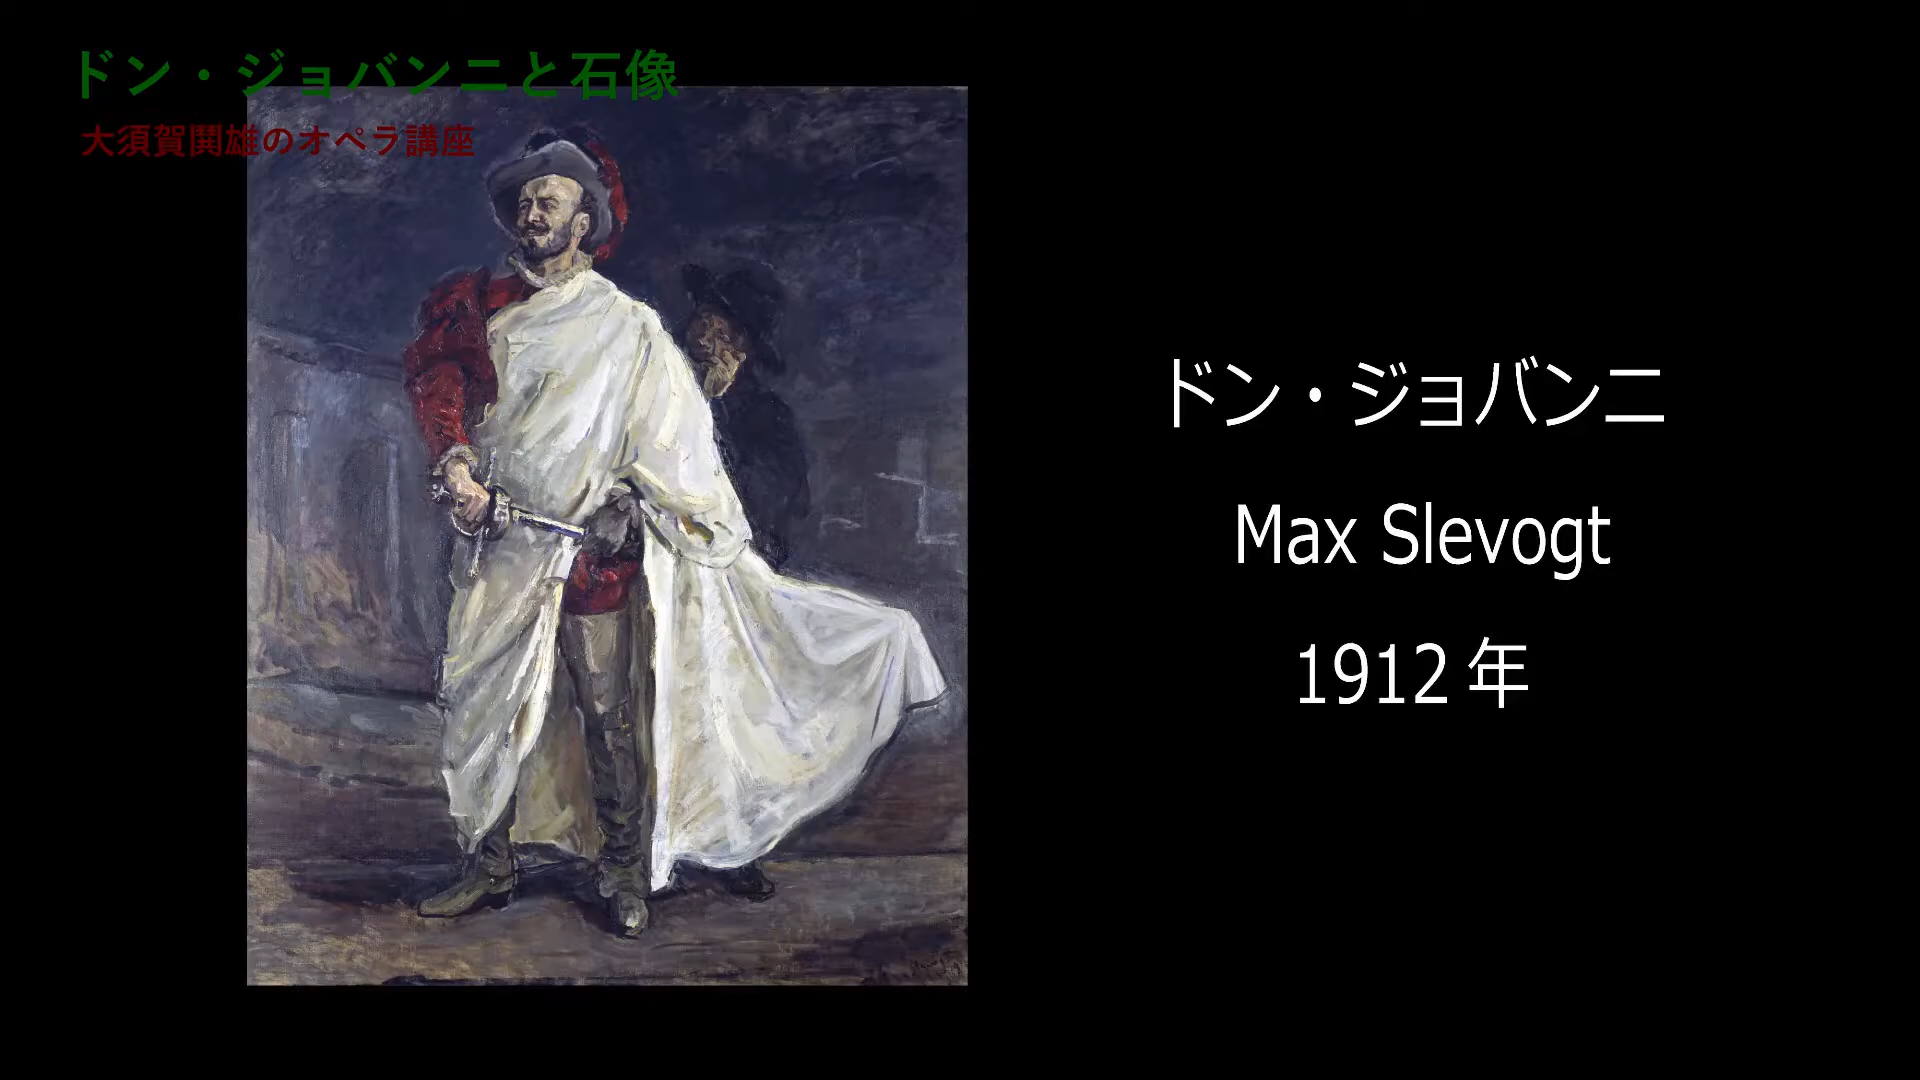 ドン・ジョバンニと石像
大須賀鬨雄のオペラ講座
ドン・ジョバンニ
Max Slevogt
1912 年